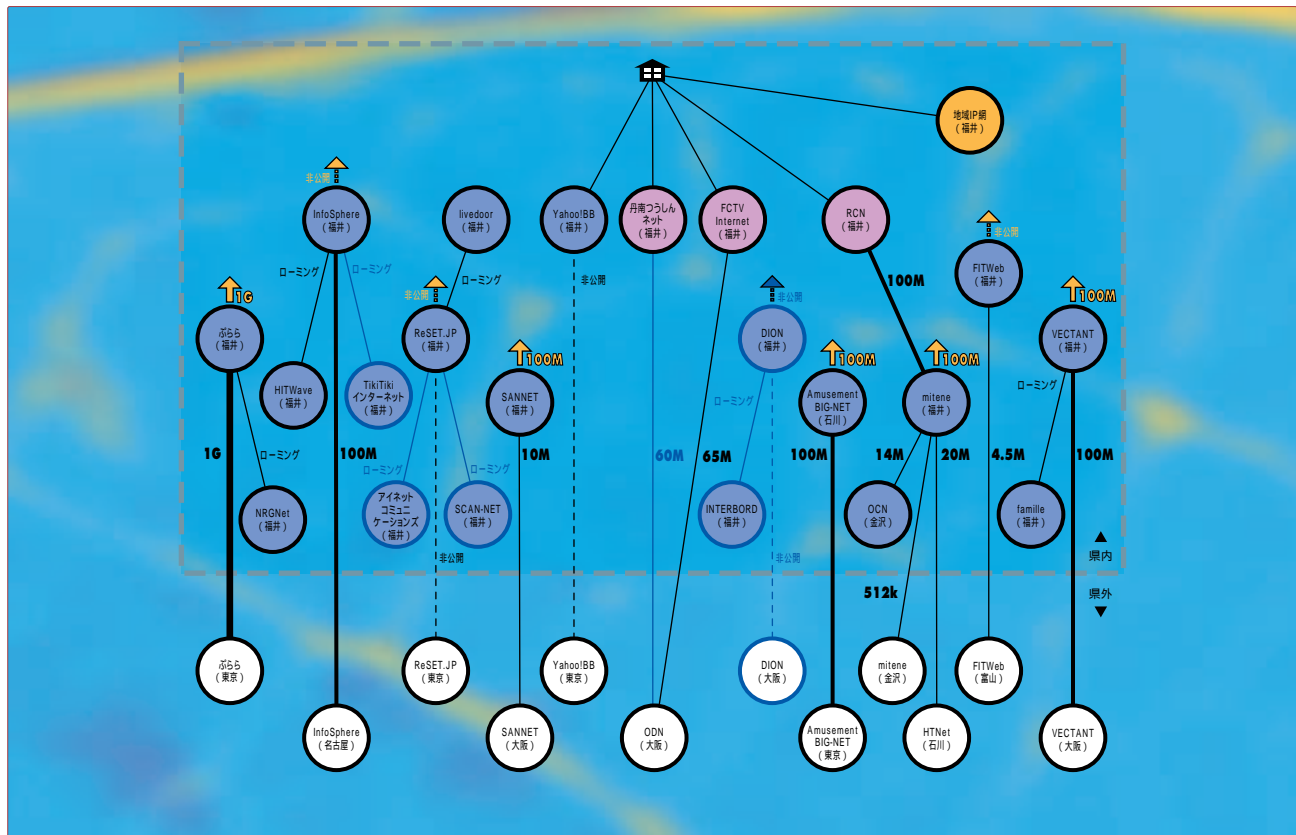 地域IP網
(福井)
非公開
InfoSphere
(福井)
livedoor
(福井)
Yahoo!BB
(福井)
丹南つうしん
ネット
(福井)
FCTV
Internet
(福井)
RCN
(福井)
非公開
FITWeb
(福井)
ローミング
ローミング
ローミング
非公開
非公開
100M
1G
ぷらら
(福井)
非公開
ReSET.JP
(福井)
非公開
DION
(福井)
100M
VECTANT
(福井)
100M
SANNET
(福井)
100M
Amusement
BIG-NET
(石川)
100M
mitene
(福井)
HITWave
(福井)
TikiTiki
インターネット
(福井)
ローミング
ローミング
1G
ローミング
100M
ローミング
ローミング
10M
60M
65M
100M
14M
20M
4.5M
100M
NRGNet
(福井)
アイネット
コミュニ
ケーションズ
(福井)
SCAN-NET
(福井)
INTERBORD
(福井)
OCN
(金沢)
famille
(福井)
非公開
非公開
▲
県内
県外
▼
512k
ぷらら
(東京)
ReSET.JP
(東京)
Yahoo!BB
(東京)
DION
(大阪)
mitene
(金沢)
FITWeb
(富山)
InfoSphere
(名古屋)
SANNET
(大阪)
ODN
(大阪)
Amusement
BIG-NET
(東京)
HTNet
(石川)
VECTANT
(大阪)